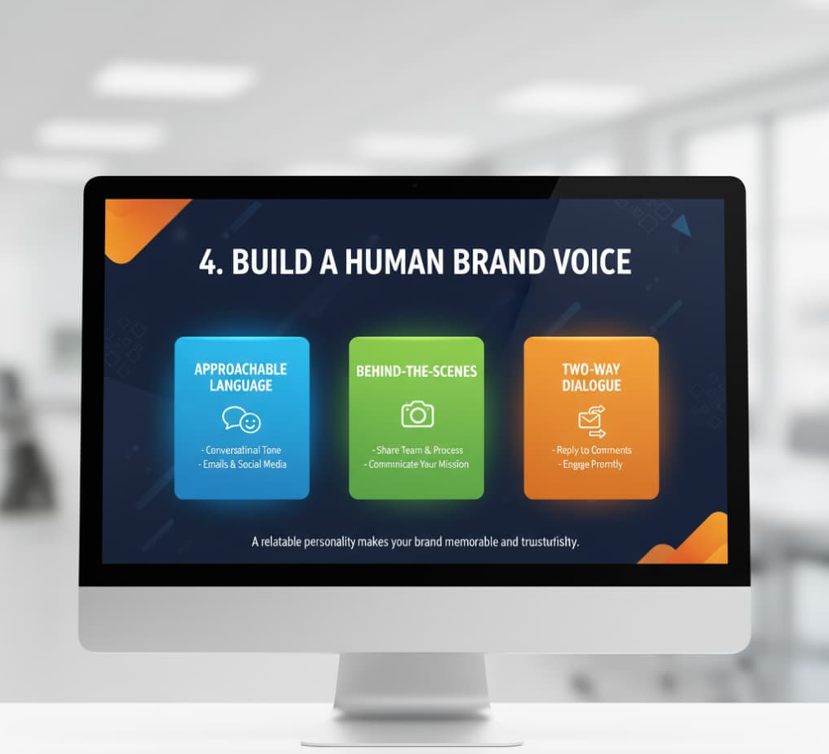 4. BUILD A HUMAN BRAND VOICE
APPROACHABLE
LANGUAGE
- Conversatinal Tone
- Emails & Social Media
BEHIND-THE-SCENES
- Share Team & Process
- Commnicate Your Mission
TWO-WAY
DIALOGUE
- Reply to Comments
- Engage Promtly
A relatable personality makes your brand memorable and